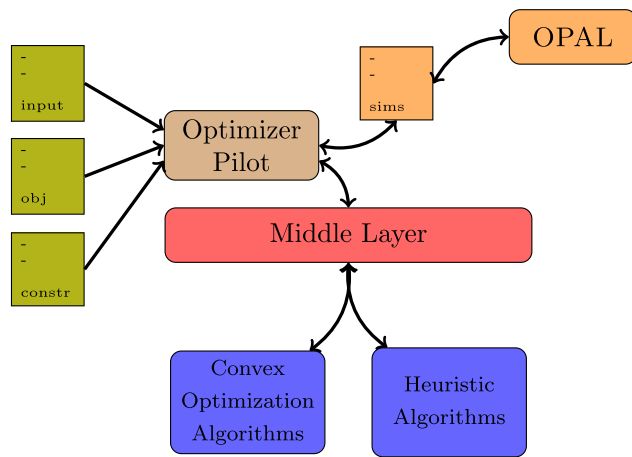 -
-
input
-
-
obj
-
-
constr
Optimizer
Pilot
-
-
sims
OPAL
Middle Layer
Convex
Optimization
Algorithms
Heuristic
Algorithms